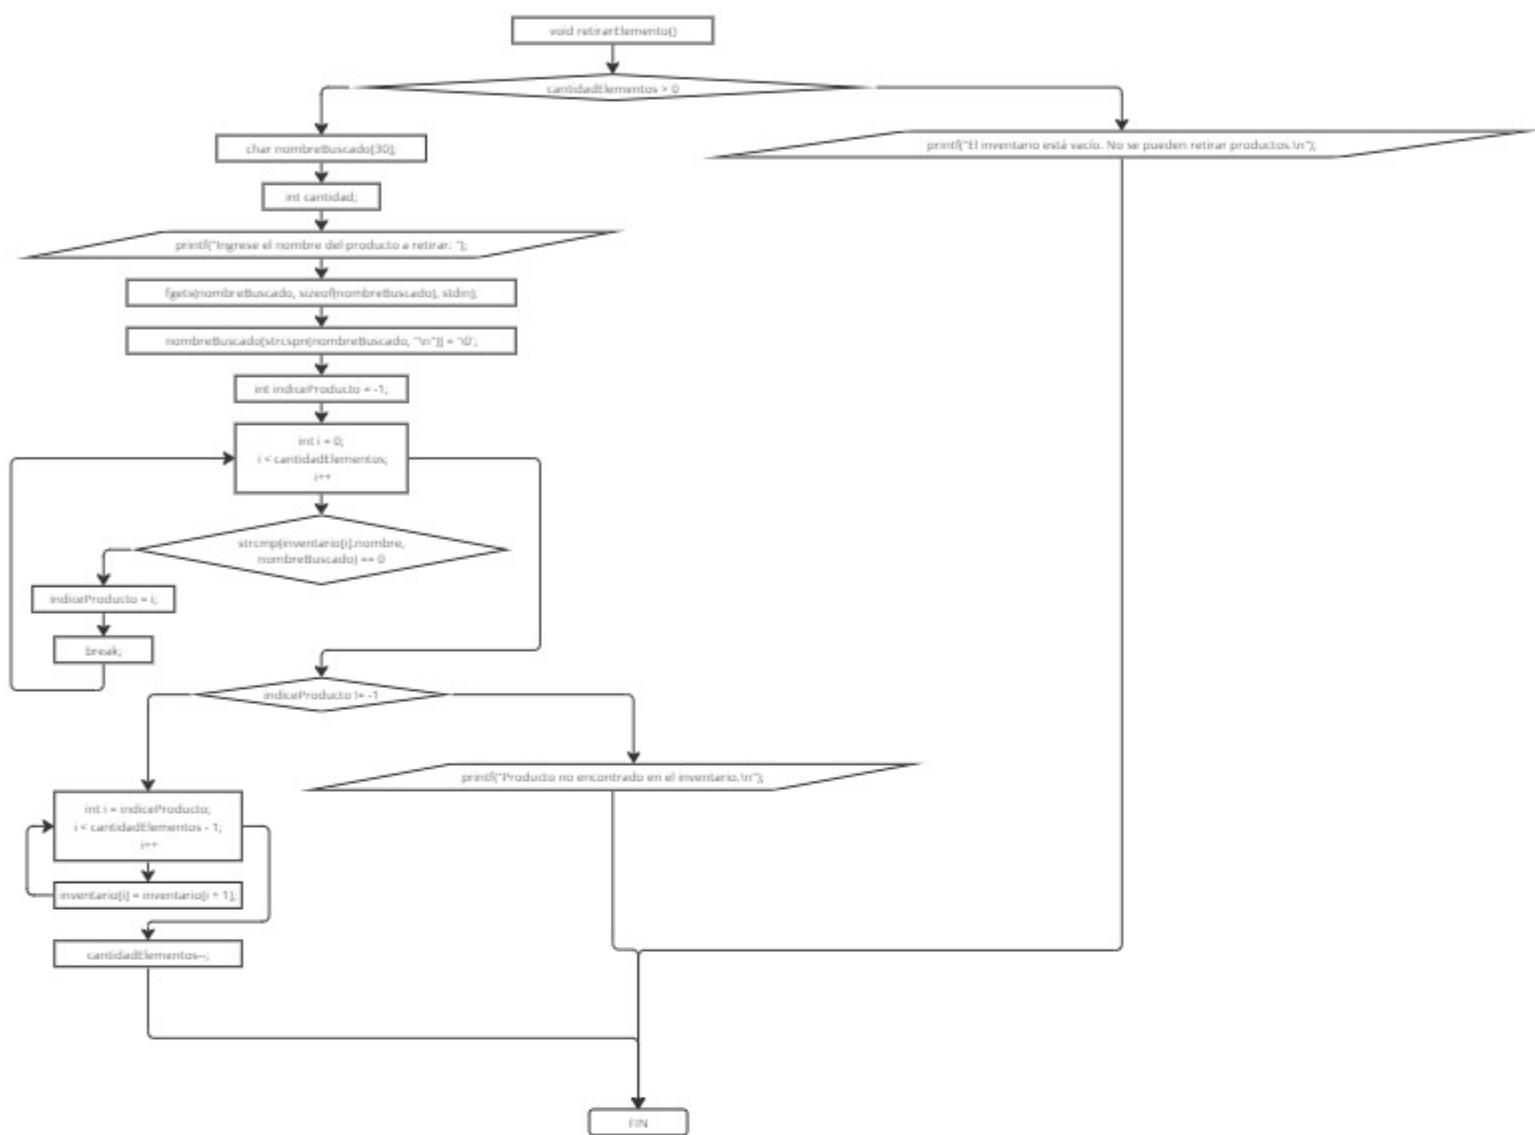 void retirarElemento()
cantidadElementos > 0
char nombreBuscado[30];
printf("El inventario está vacío. No se pueden retirar productos.\n");
int cantidad;
printf("Ingrese el nombre del producto a retirar: ");
fgets(nombreBuscado, sizeof(nombreBuscado), stdin);
nombreBuscado[strcspn(nombreBuscado, "\n")] = '\0';
int indiceProducto = -1;
int i = 0;
i < cantidadElementos;
i++
strcmp(inventario[i].nombre,
nombreBuscado) == 0
indiceProducto = i;
break;
indiceProducto != -1
printf("Producto no encontrado en el inventario.\n");
int i = indiceProducto;
i < cantidadElementos - 1;
i++
inventario[i] = inventario[i + 1];
cantidadElementos--;
FIN